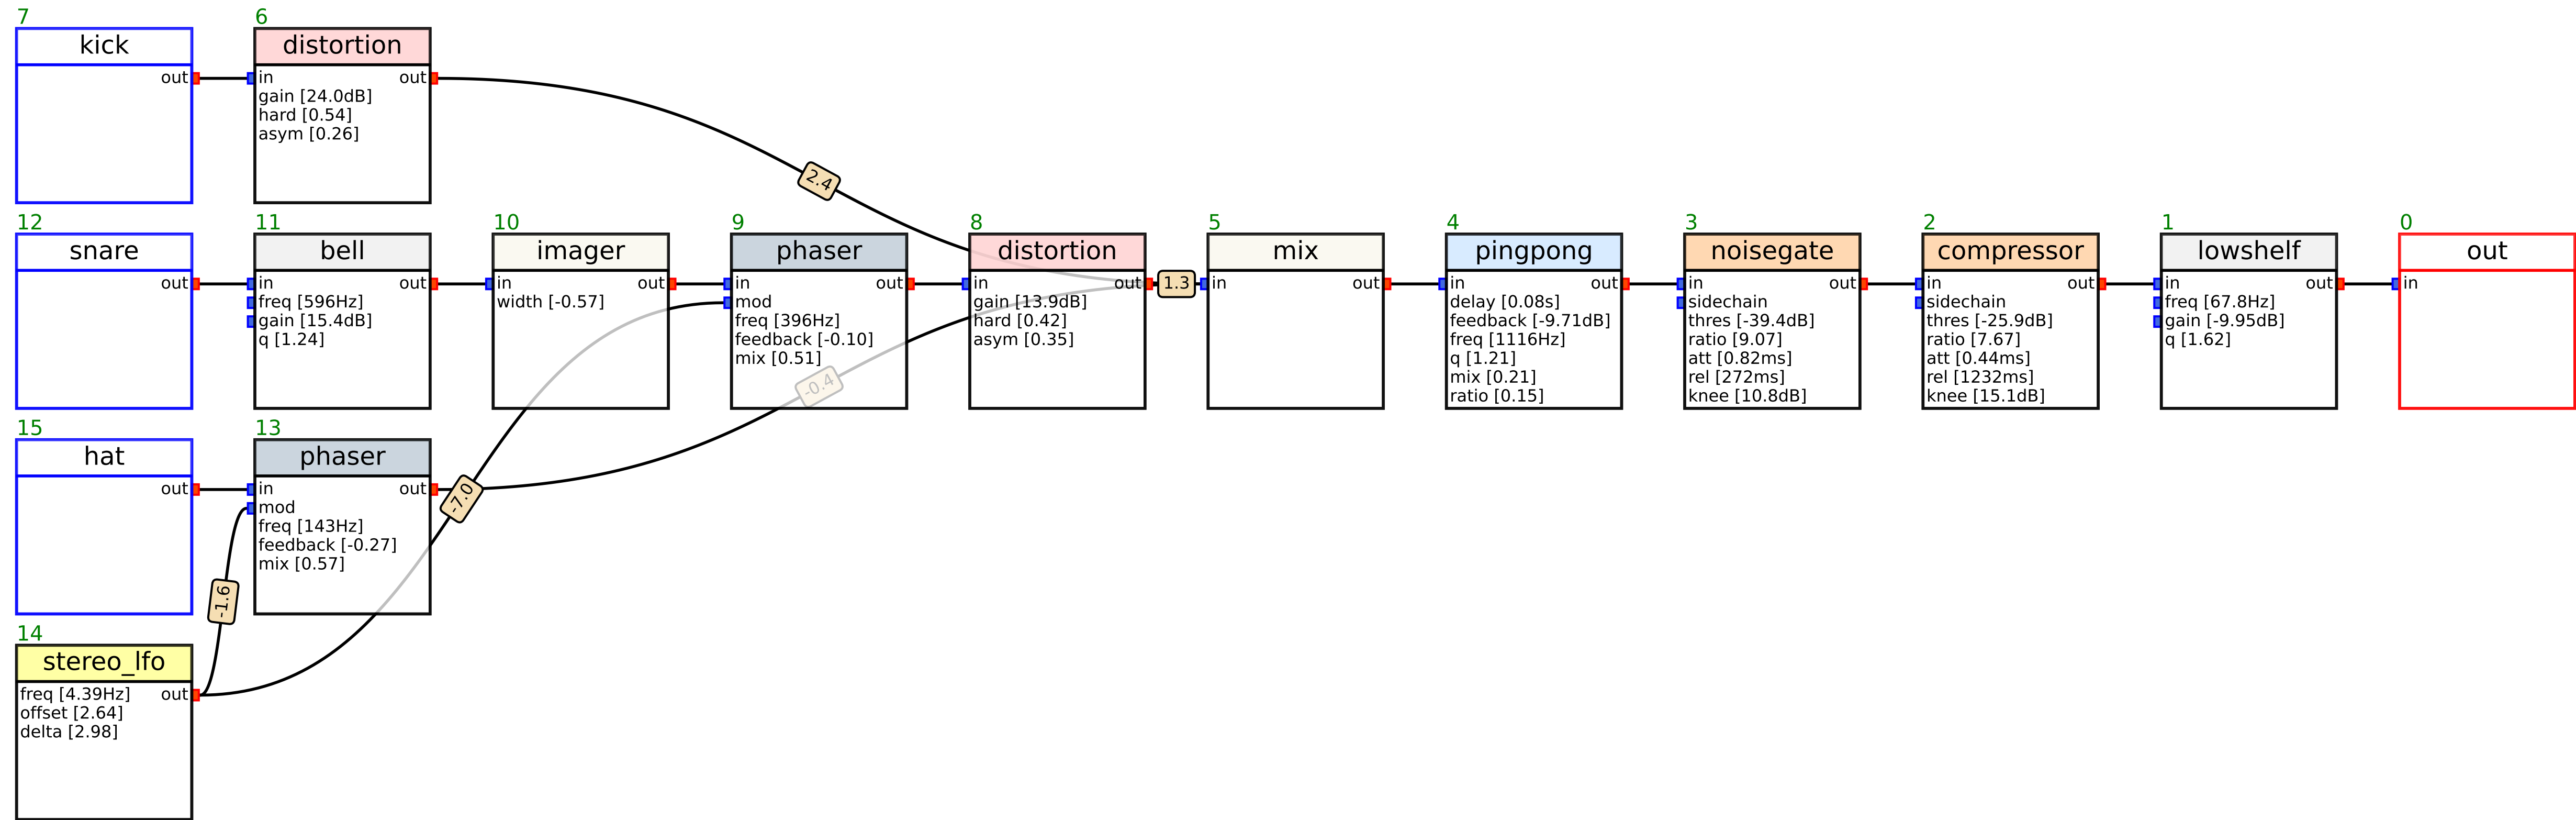 7
kick
out
6
distortion
in out
gain [24.0dB]
hard [0.54]
asym [0.26]
2.4
12
snare
out
11
bell
in out
freq [596Hz]
gain [15.4dB]
q [1.24]
10
imager
in out
width [-0.57]
9
phaser
in out
mod
freq [396Hz]
feedback [-0.10]
mix [0.51]
-0.4
8
distortion
in out
gain [13.9dB]
hard [0.42]
asym [0.35]
1.3
5
mix
in out
4
pingpong
in out
delay [0.08s]
feedback [-9.71dB]
freq [1116Hz]
q [1.21]
mix [0.21]
ratio [0.15]
3
noisegate
in out
sidechain
thres [-39.4dB]
ratio [9.07]
att [0.82ms]
rel [272ms]
knee [10.8dB]
2
compressor
in out
sidechain
thres [-25.9dB]
ratio [7.67]
att [0.44ms]
rel [1232ms]
knee [15.1dB]
1
lowshelf
in out
freq [67.8Hz]
gain [-9.95dB]
q [1.62]
0
out
in
15
hat
out
13
phaser
in out
mod
freq [143Hz]
feedback [-0.27]
mix [0.57]
-7.0
-1.6
14
stereo_lfo
freq [4.39Hz] out
offset [2.64]
delta [2.98]